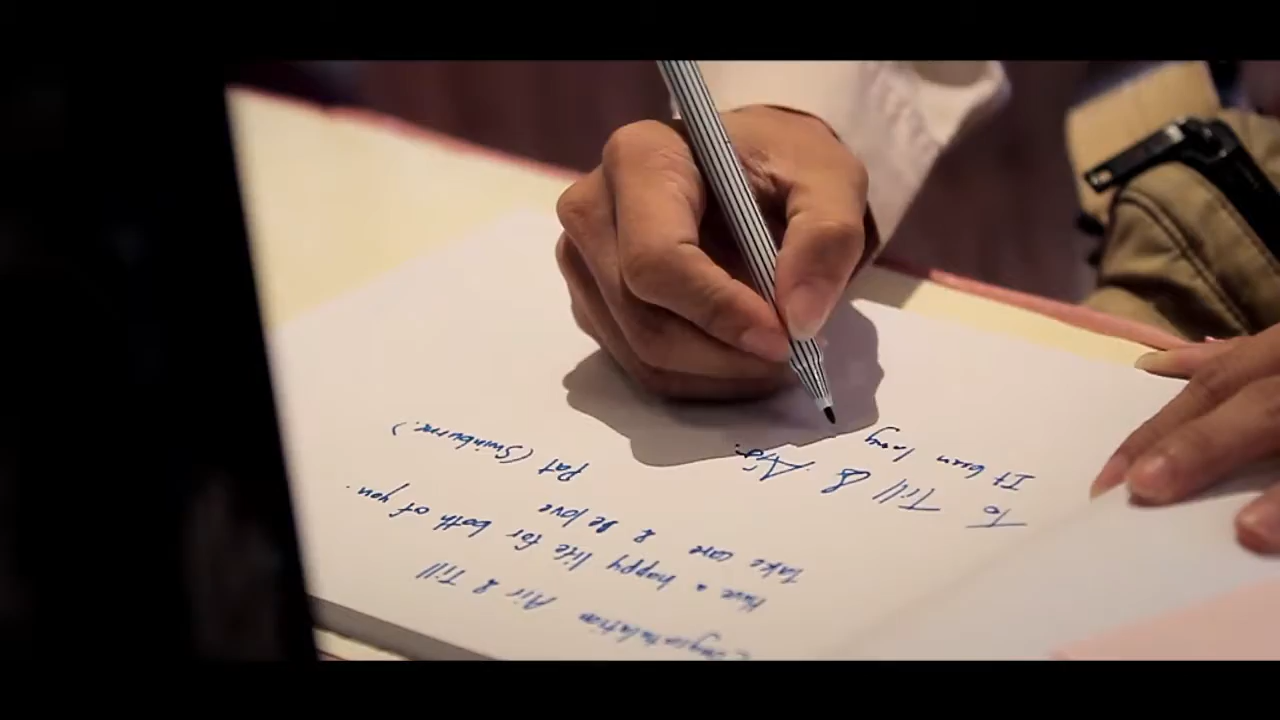 Congratulation Air & Till
Have a happy life for both of you.
take care & be love
Pat (Swinburne.)
To Till & Air.
It been long